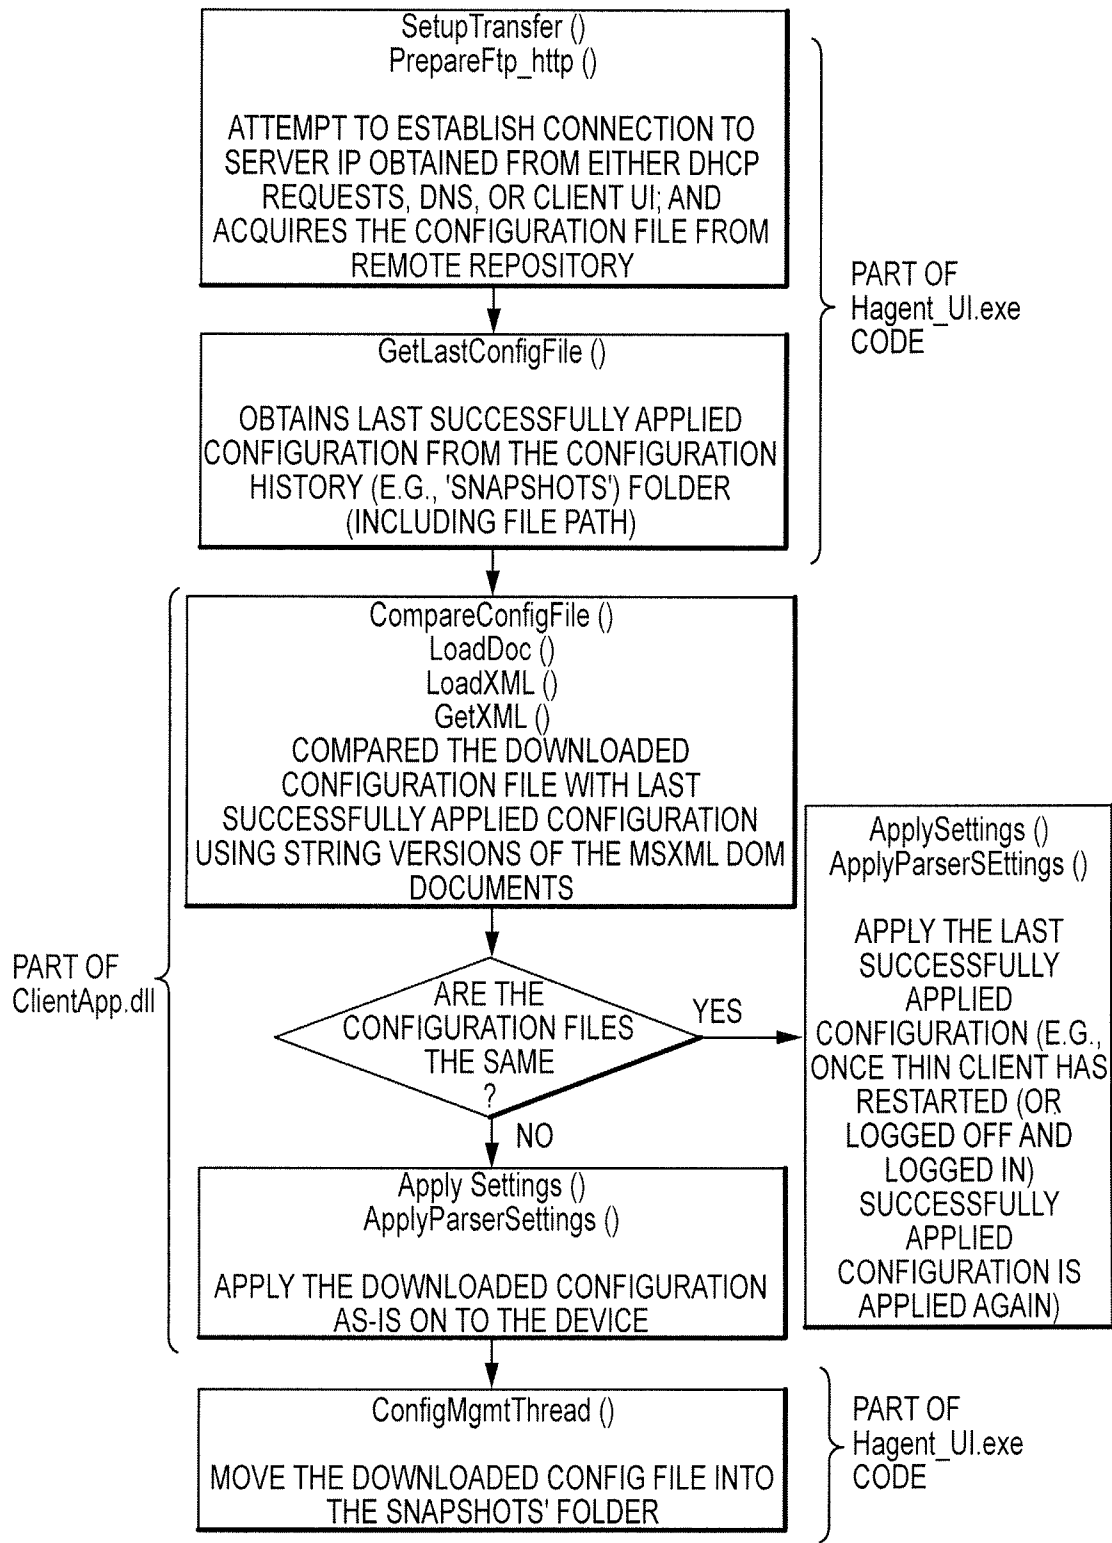 SetupTransfer ()
PrepareFtp_http ()
ATTEMPT TO ESTABLISH CONNECTION TO
SERVER IP OBTAINED FROM EITHER DHCP
REQUESTS, DNS, OR CLIENT UI; AND
ACQUIRES THE CONFIGURATION FILE FROM
REMOTE REPOSITORY
PART OF
Hagent_UI.exe
CODE
GetLastConfigFile ()
OBTAINS LAST SUCCESSFULLY APPLIED
CONFIGURATION FROM THE CONFIGURATION
HISTORY (E.G., 'SNAPSHOTS') FOLDER
(INCLUDING FILE PATH)
CompareConfigFile ()
LoadDoc ()
LoadXML ()
GetXML ()
COMPARED THE DOWNLOADED
CONFIGURATION FILE WITH LAST
SUCCESSFULLY APPLIED CONFIGURATION
USING STRING VERSIONS OF THE MSXML DOM
DOCUMENTS
PART OF
ClientApp.dll
ARE THE
CONFIGURATION FILES
THE SAME
?
YES
NO
ApplySettings ()
ApplyParserSEttings ()
APPLY THE LAST
SUCCESSFULLY
APPLIED
CONFIGURATION (E.G.,
ONCE THIN CLIENT HAS
RESTARTED (OR
LOGGED OFF AND
LOGGED IN)
SUCCESSFULLY
APPLIED
CONFIGURATION IS
APPLIED AGAIN)
Apply Settings ()
ApplyParserSettings ()
APPLY THE DOWNLOADED CONFIGURATION
AS-IS ON TO THE DEVICE
ConfigMgmtThread ()
MOVE THE DOWNLOADED CONFIG FILE INTO
THE SNAPSHOTS' FOLDER
PART OF
Hagent_UI.exe
CODE